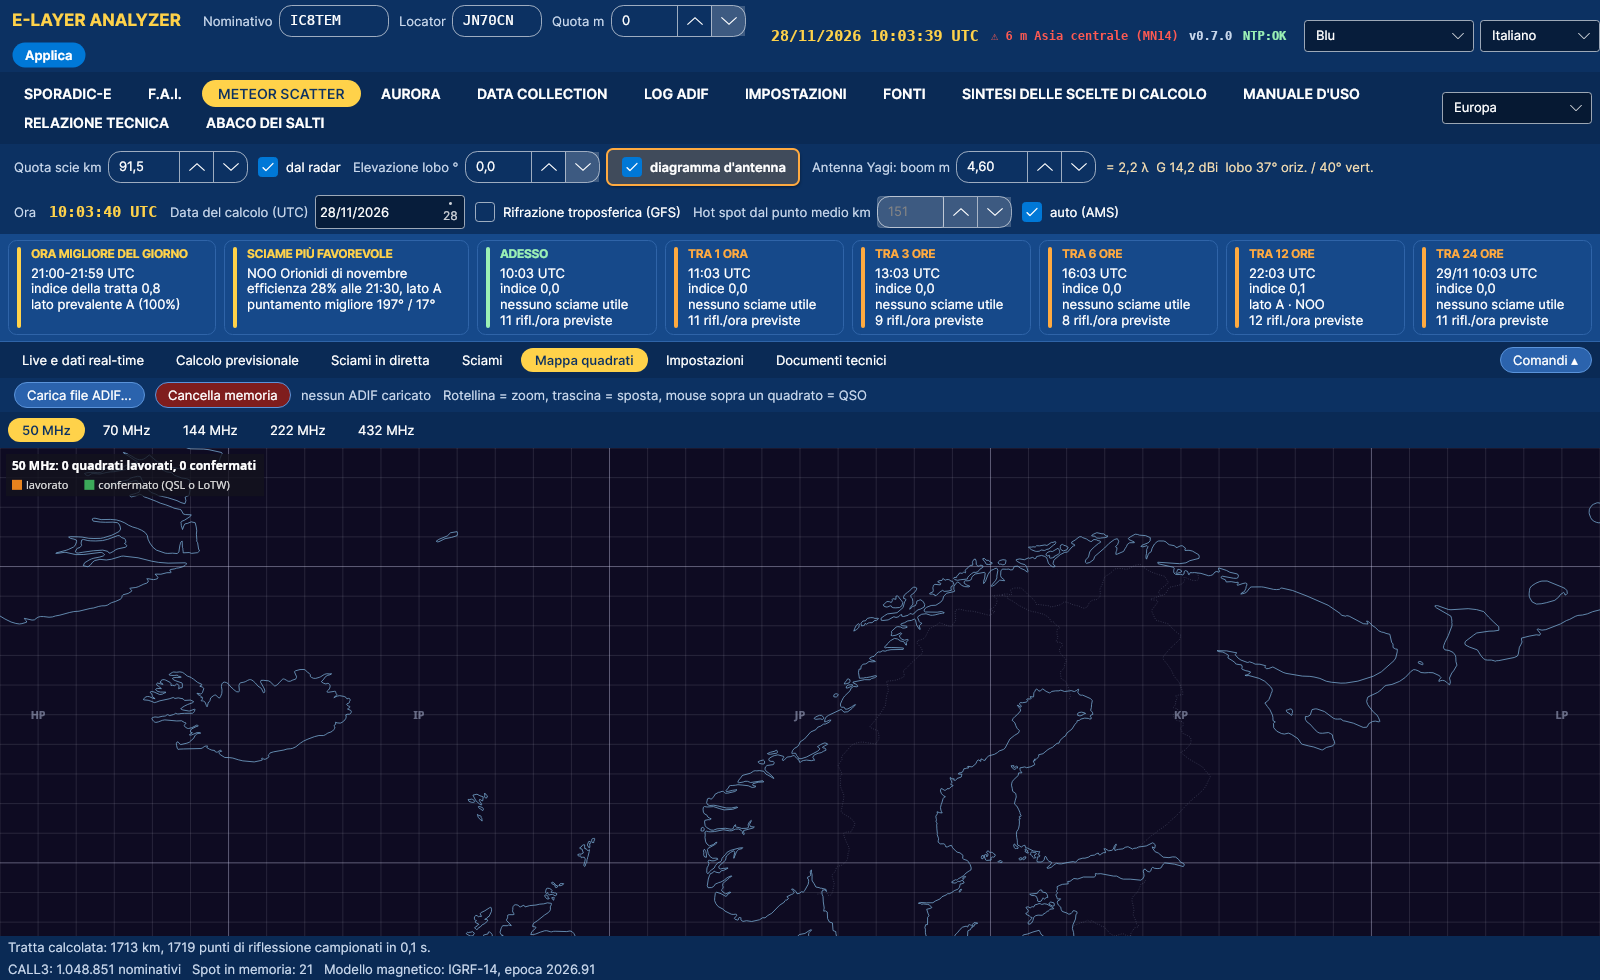 E-LAYER ANALYZER Nominativo IC8TEM Locator JN70CN Quota m 0
28/11/2026 10:03:39 UTC ⚠ 6 m Asia centrale (MN14) v0.7.0 NTP:OK Blu Italiano
Applica
SPORADIC-E F.A.I. METEOR SCATTER AURORA DATA COLLECTION LOG ADIF IMPOSTAZIONI FONTI SINTESI DELLE SCELTE DI CALCOLO MANUALE D'USO
RELAZIONE TECNICA ABACO DEI SALTI
Europa
Quota scie km 91,5 dal radar Elevazione lobo ° 0,0 diagramma d'antenna Antenna Yagi: boom m 4,60 = 2,2 λ G 14,2 dBi lobo 37° oriz. / 40° vert.
Ora 10:03:40 UTC Data del calcolo (UTC) 28/11/2026 28 Rifrazione troposferica (GFS) Hot spot dal punto medio km 151 auto (AMS)
ORA MIGLIORE DEL GIORNO
21:00-21:59 UTC
indice della tratta 0,8
lato prevalente A (100%)
SCIAME PIÙ FAVOREVOLE
NOO Orionidi di novembre
efficienza 28% alle 21:30, lato A
puntamento migliore 197° / 17°
ADESSO
10:03 UTC
indice 0,0
nessuno sciame utile
11 rifl./ora previste
TRA 1 ORA
11:03 UTC
indice 0,0
nessuno sciame utile
11 rifl./ora previste
TRA 3 ORE
13:03 UTC
indice 0,0
nessuno sciame utile
9 rifl./ora previste
TRA 6 ORE
16:03 UTC
indice 0,0
nessuno sciame utile
8 rifl./ora previste
TRA 12 ORE
22:03 UTC
indice 0,1
lato A · NOO
12 rifl./ora previste
TRA 24 ORE
29/11 10:03 UTC
indice 0,0
nessuno sciame utile
11 rifl./ora previste
Live e dati real-time Calcolo previsionale Sciami in diretta Sciami Mappa quadrati Impostazioni Documenti tecnici Comandi ▴
Carica file ADIF... Cancella memoria nessun ADIF caricato Rotellina = zoom, trascina = sposta, mouse sopra un quadrato = QSO
50 MHz 70 MHz 144 MHz 222 MHz 432 MHz
50 MHz: 0 quadrati lavorati, 0 confermati
lavorato confermato (QSL o LoTW)
HP IP JP KP LP
Tratta calcolata: 1713 km, 1719 punti di riflessione campionati in 0,1 s.
CALL3: 1.048.851 nominativi Spot in memoria: 21 Modello magnetico: IGRF-14, epoca 2026.91